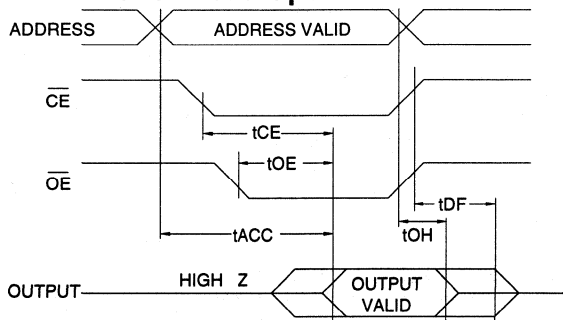 ADDRESS
ADDRESS VALID
CE
tCE
tOE
OE
tDF
tACC
tOH
HIGH Z
OUTPUT
OUTPUT
VALID